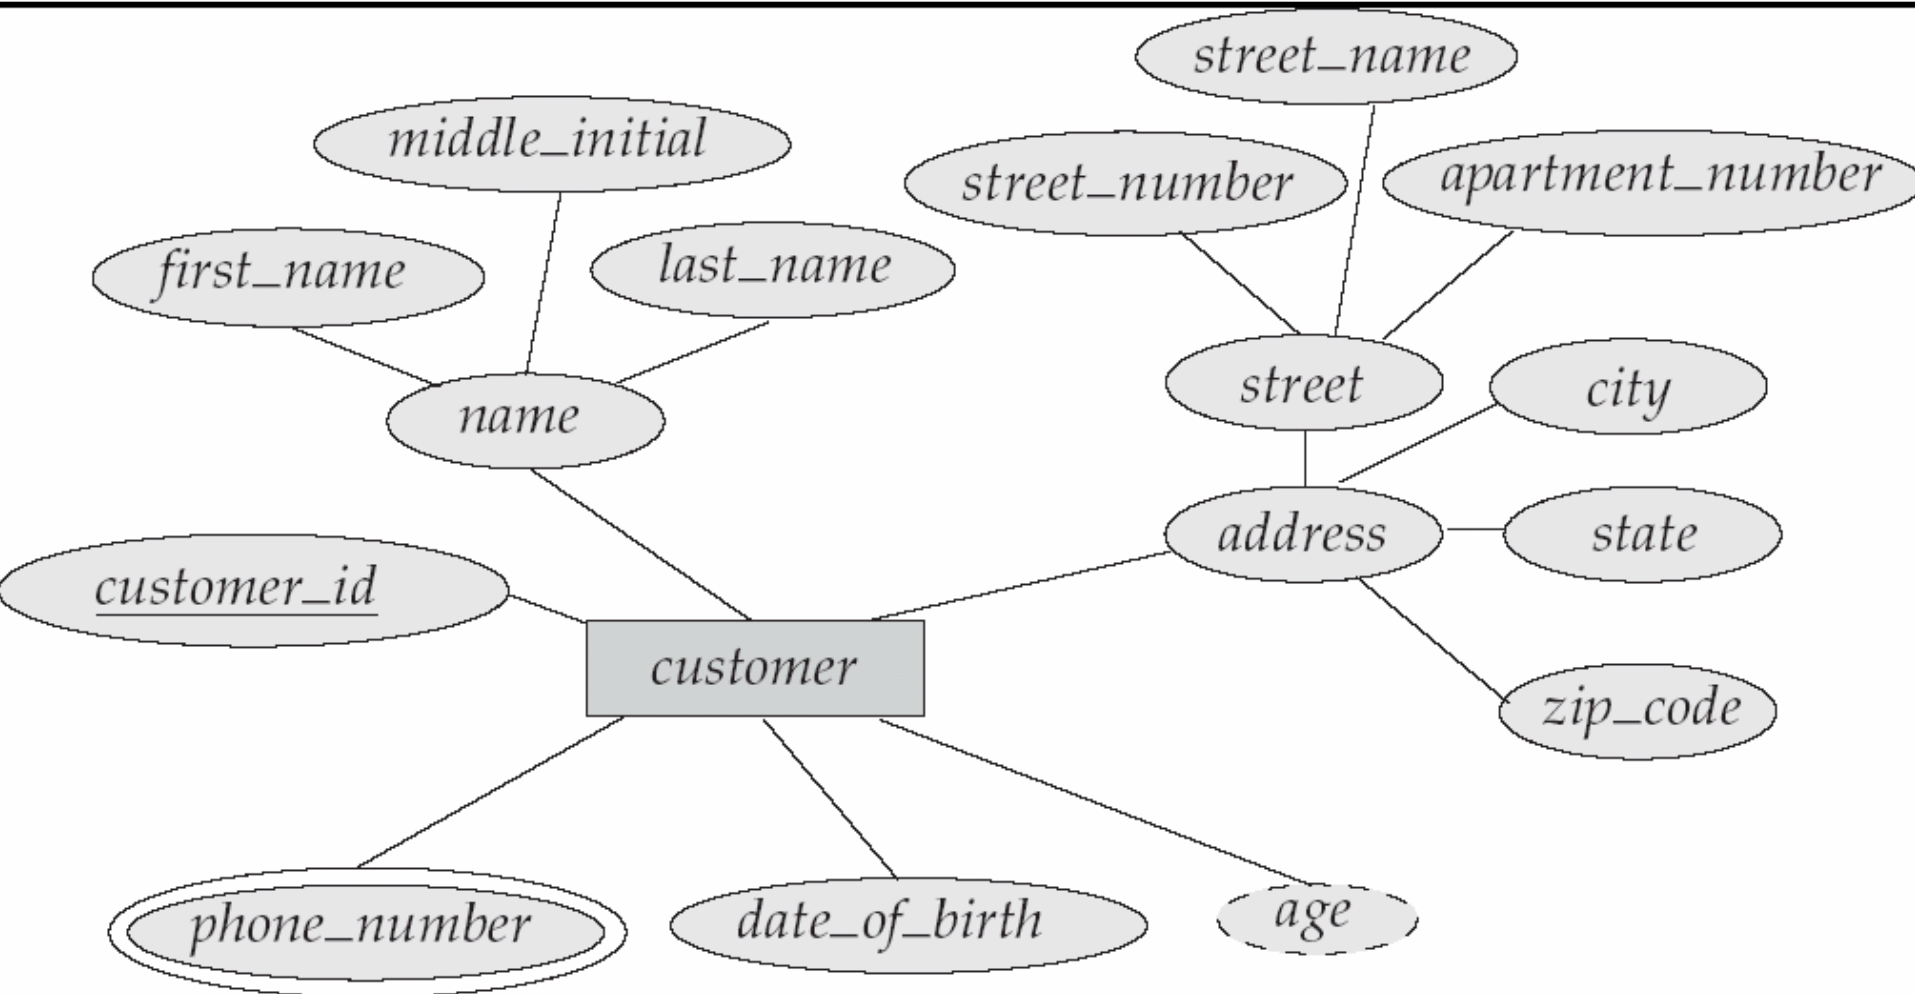 street_name
middle_initial
street_number
apartment_number
first_name
last_name
street
city
name
address
state
customer_id
customer
zip_code
phone_number
date_of_birth
age